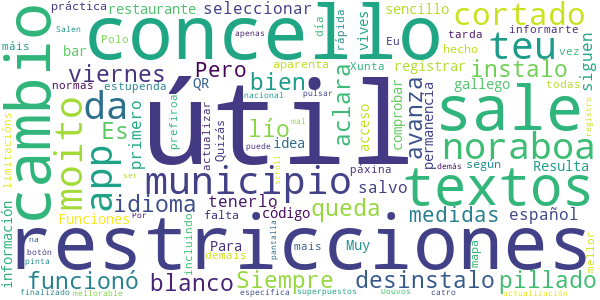 práctica restaurante seleccionar sencillo cortado
Salen máis bar Polo concello día rápida vives Eu hecho tarda informarte vez
cambio viernes Pero QR aparenta Xunta registrar teu instalo siguen
normas estupenda bien apenas gallego todas
limitacións moito da app Es primero prefiroa nacional actualizar Quizás útil lío idea mal pulsar aclara acceso comprobar avanza permanencia sale noraboa registro
municipio puede salvo páxina según Resulta textos
idioma tenerlo ser falta código scroll queda mais medidas demás español mapa
información Funciones Para incluíndo demais Por pantalla Muy mellor
restricciones
na botón pinta funcionó blanco Siempre desinstalo pillado
finalizado mellorable específica superpuestos Douvos catro actualización